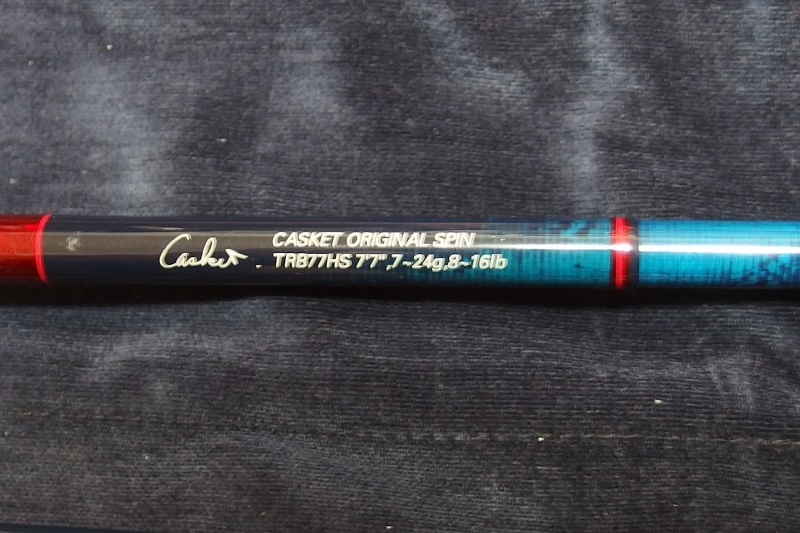 Casket
CASKET ORIGINAL SPIN
TRB77HS 7'7",7~24g,8~16lb